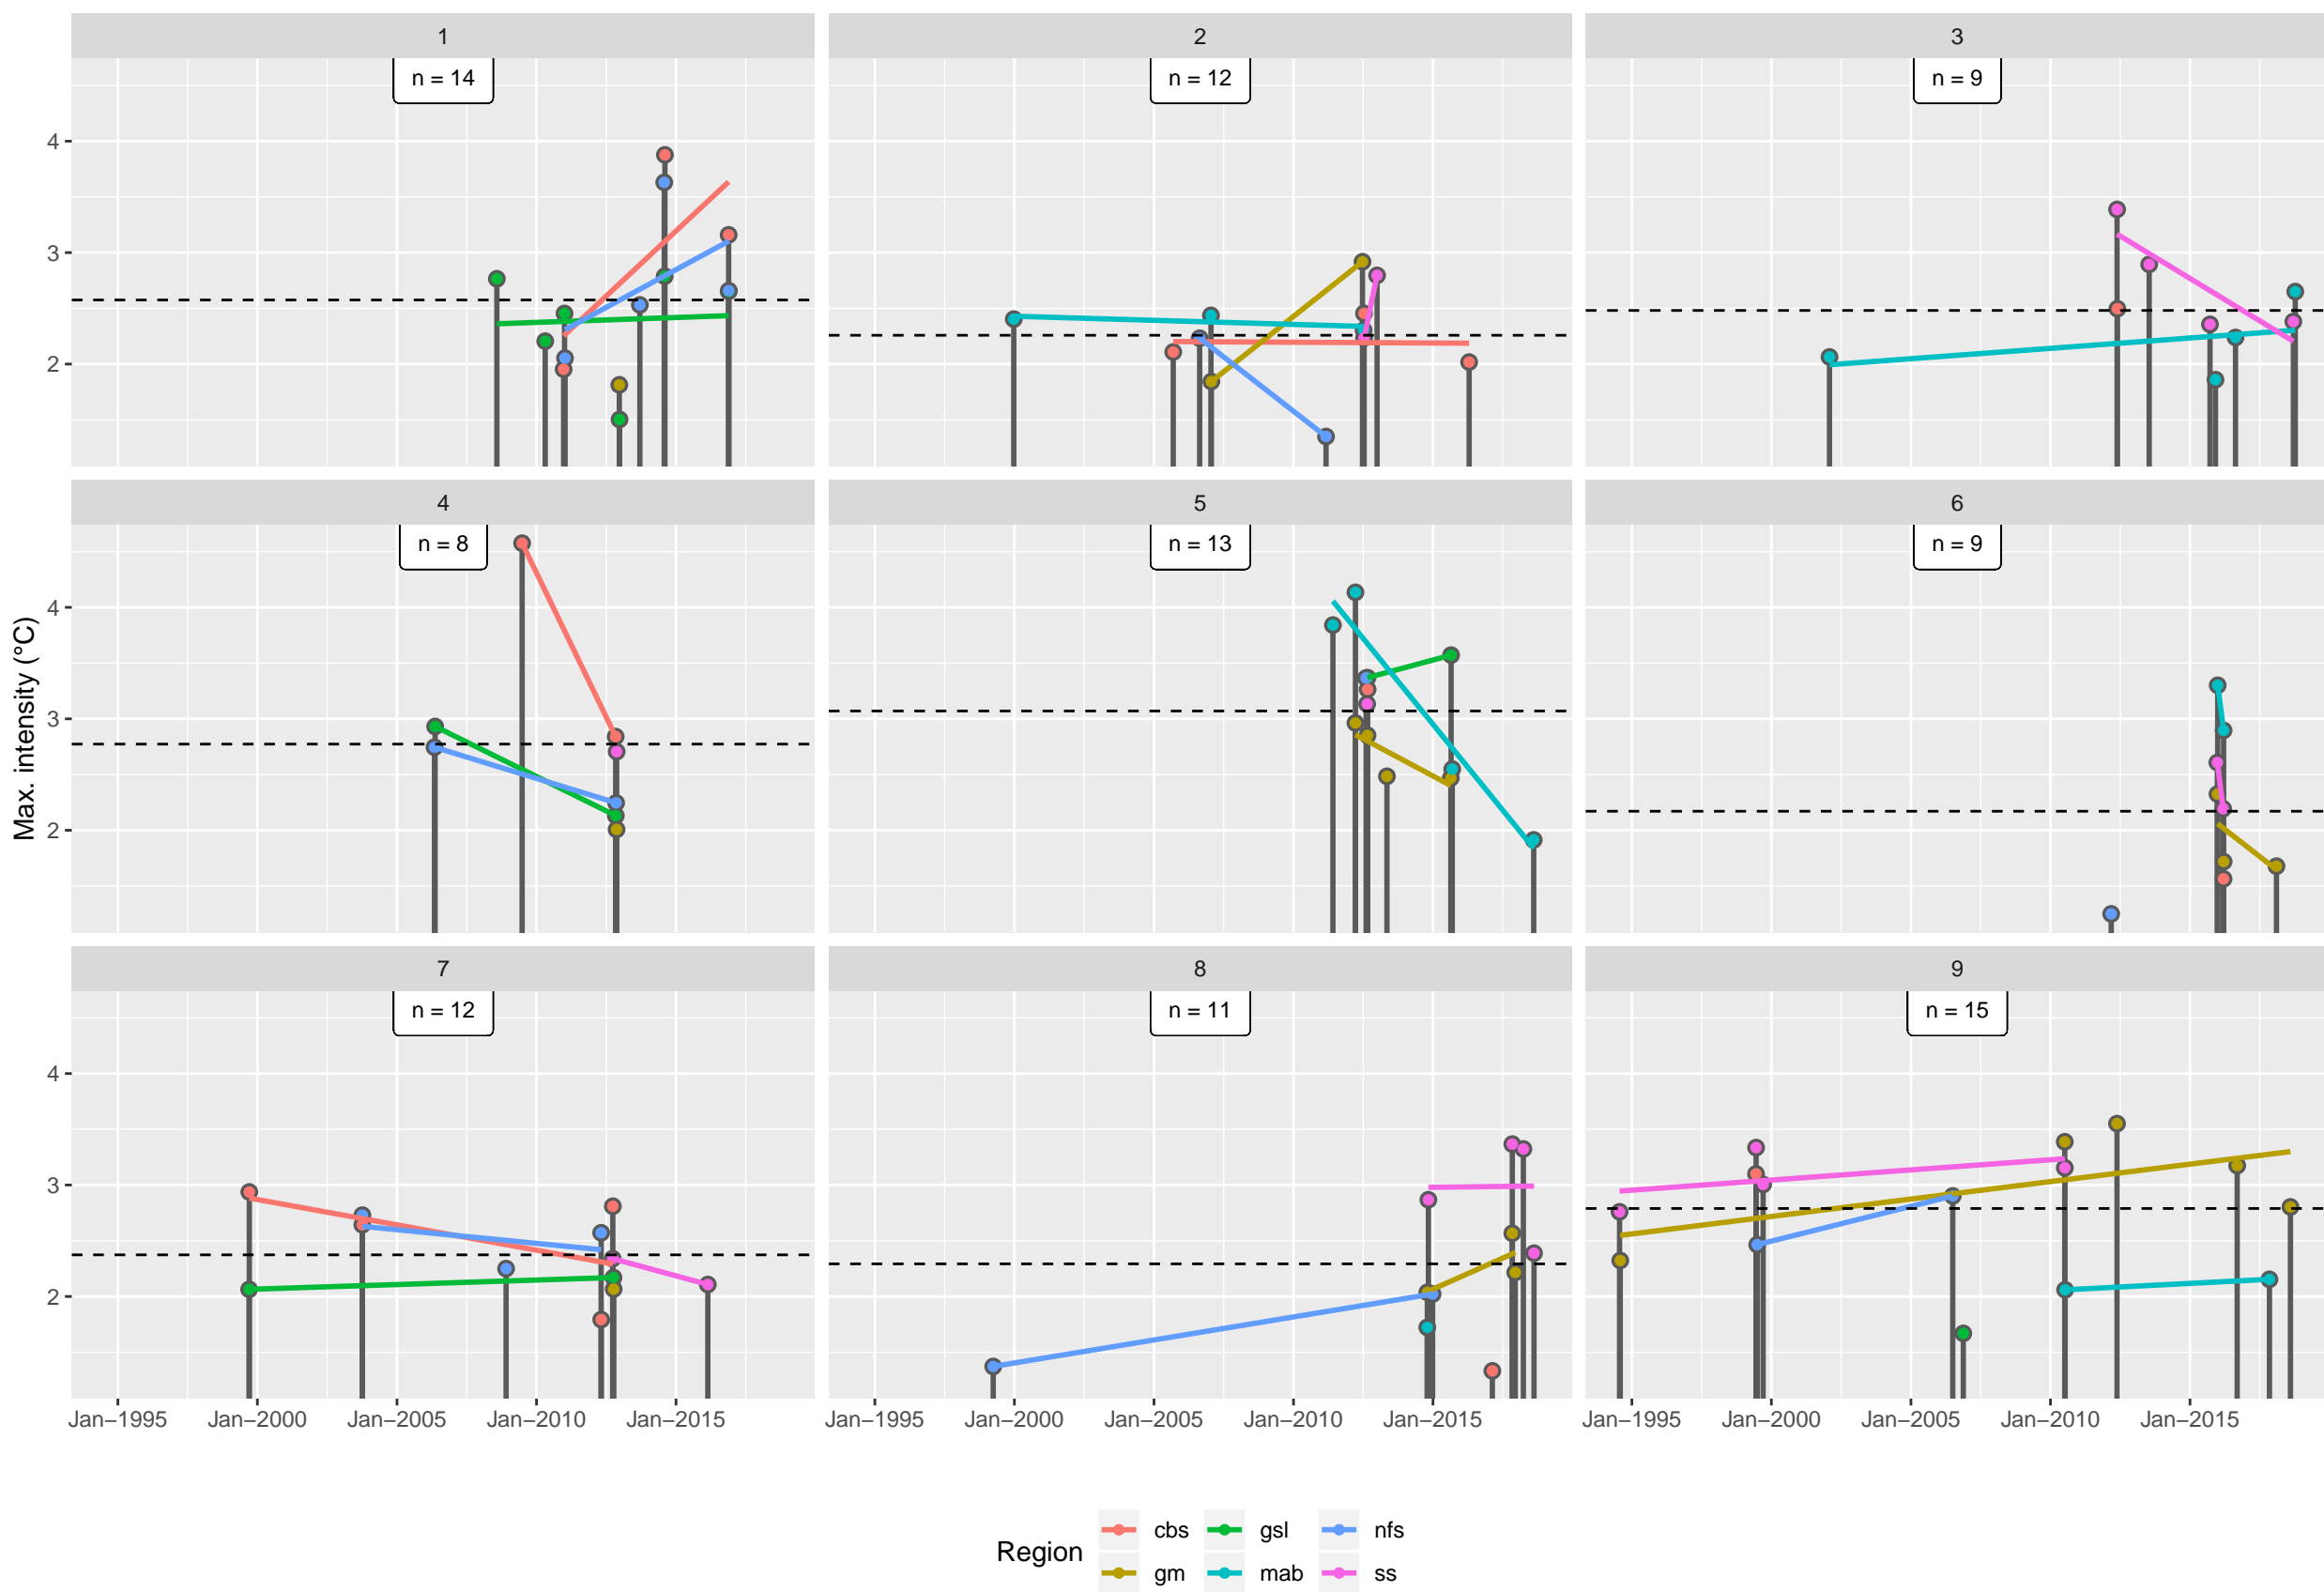 1 2 3
n = 14 n = 12 n = 9
4
3
2
4 5 6
n = 8 n = 13 n = 9
4
3
2
Max. intensity (°C)
7 8 9
n = 12 n = 11 n = 15
4
3
2
Jan−1995 Jan−2000 Jan−2005 Jan−2010 Jan−2015 Jan−1995 Jan−2000 Jan−2005 Jan−2010 Jan−2015 Jan−1995 Jan−2000 Jan−2005 Jan−2010 Jan−2015
Region
cbs gsl nfs
gm mab ss